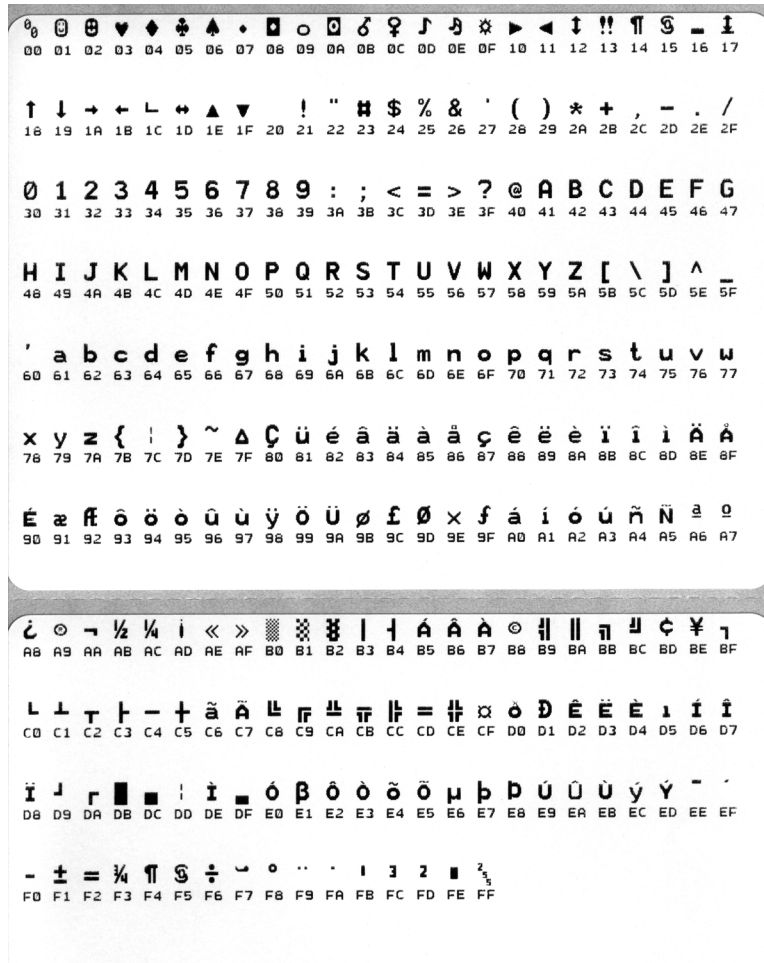 ⁰₀ ☺ ☻ ♥ ♦ ♣ ♠ • ◘ ○ ◙ ♂ ♀ ♪ ♫ ☼ ► ◄ ↕ ‼ ¶ § ▬ ↨
00 01 02 03 04 05 06 07 08 09 0A 0B 0C 0D 0E 0F 10 11 12 13 14 15 16 17
↑ ↓ → ← ∟ ↔ ▲ ▼ ! " # $ % & ' ( ) * + , - . /
18 19 1A 1B 1C 1D 1E 1F 20 21 22 23 24 25 26 27 28 29 2A 2B 2C 2D 2E 2F
0 1 2 3 4 5 6 7 8 9 : ; < = > ? @ A B C D E F G
30 31 32 33 34 35 36 37 38 39 3A 3B 3C 3D 3E 3F 40 41 42 43 44 45 46 47
H I J K L M N O P Q R S T U V W X Y Z [ \ ] ^ _
48 49 4A 4B 4C 4D 4E 4F 50 51 52 53 54 55 56 57 58 59 5A 5B 5C 5D 5E 5F
' a b c d e f g h i j k l m n o p q r s t u v w
60 61 62 63 64 65 66 67 68 69 6A 6B 6C 6D 6E 6F 70 71 72 73 74 75 76 77
x y z { ¦ } ~ Δ Ç ü é â ä à å ç ê ë è ï î ì Ä Å
78 79 7A 7B 7C 7D 7E 7F 80 81 82 83 84 85 86 87 88 89 8A 8B 8C 8D 8E 8F
É æ Æ ô ö ò û ù ÿ Ö Ü ø £ Ø × ƒ á í ó ú ñ Ñ ª º
90 91 92 93 94 95 96 97 98 99 9A 9B 9C 9D 9E 9F A0 A1 A2 A3 A4 A5 A6 A7
¿ ® ¬ ½ ¼ ¡ « » ░ ▒ ▓ │ ┤ Á Â À © ╣ ║ ╗ ╝ ¢ ¥ ┐
A8 A9 AA AB AC AD AE AF B0 B1 B2 B3 B4 B5 B6 B7 B8 B9 BA BB BC BD BE BF
└ ┴ ┬ ├ ─ ┼ ã Ã ╚ ╔ ╩ ╦ ╠ ═ ╬ ¤ ð Ð Ê Ë È ı Í Î
C0 C1 C2 C3 C4 C5 C6 C7 C8 C9 CA CB CC CD CE CF D0 D1 D2 D3 D4 D5 D6 D7
Ï ┘ ┌ █ ▄ ¦ Ì ▬ Ó β Ô Ò õ Õ µ þ Þ Ú Û Ù ý Ý ¯ ´
D8 D9 DA DB DC DD DE DF E0 E1 E2 E3 E4 E5 E6 E7 E8 E9 EA EB EC ED EE EF
- ± = ¾ ¶ § ÷ ¸ ° ¨ · ı 3 2 ■ ²₅₅
F0 F1 F2 F3 F4 F5 F6 F7 F8 F9 FA FB FC FD FE FF